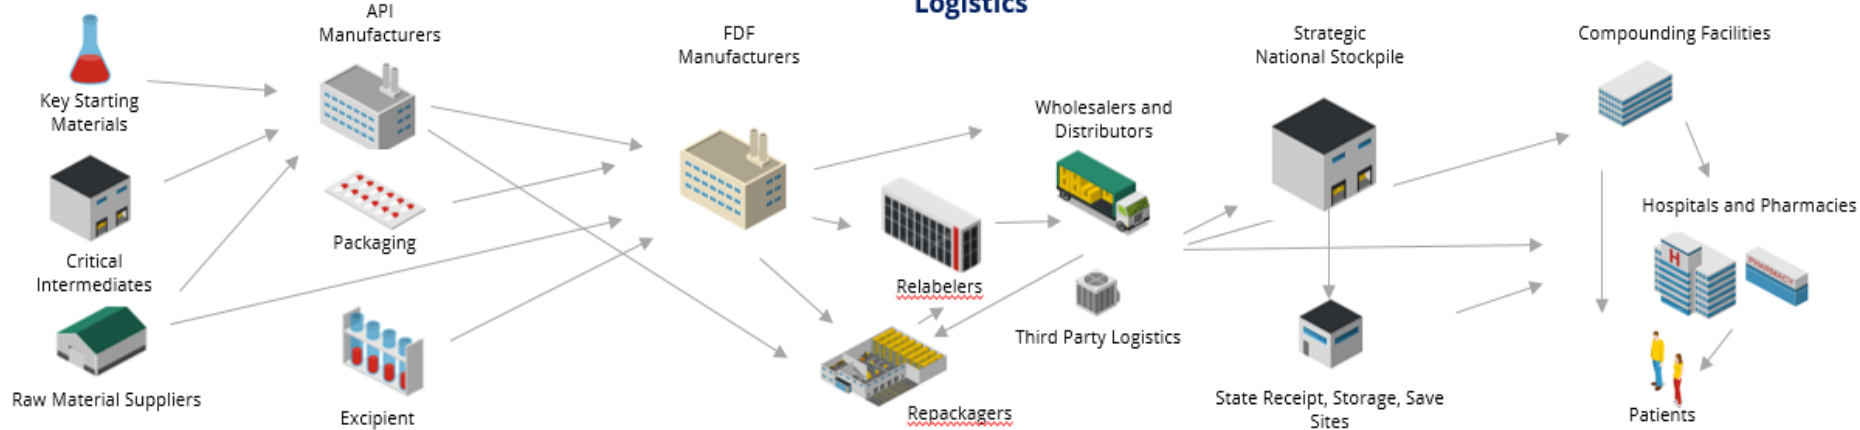 Logistics
API
Manufacturers
FDF
Manufacturers
Strategic
National Stockpile
Compounding Facilities
Key Starting
Materials
Wholesalers and
Distributors
Hospitals and Pharmacies
H
PHARMACY
Packaging
Critical
Intermediates
Relabelers
Third Party Logistics
Raw Material Suppliers
Excipient
Repackagers
State Receipt, Storage, Save
Sites
Patients